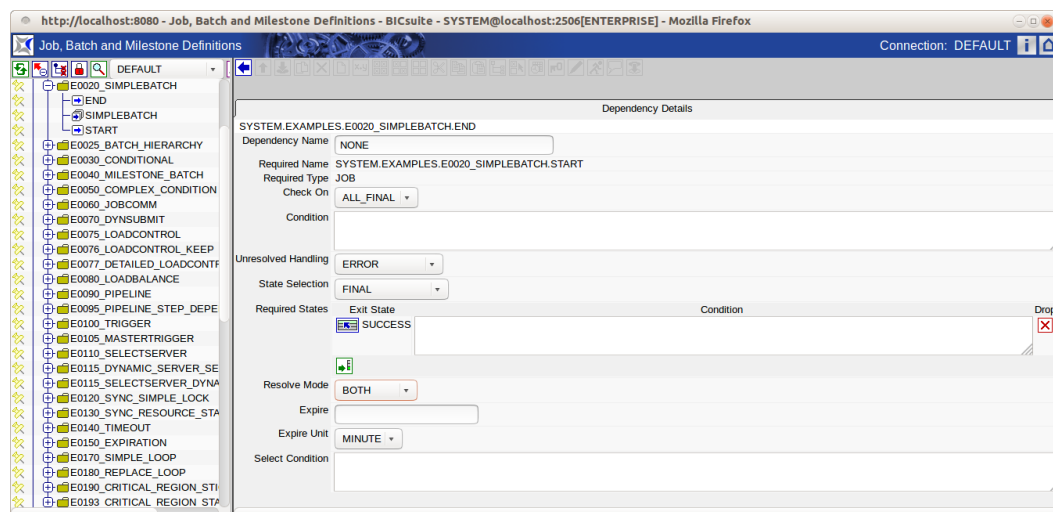 http://localhost:8080 - Job, Batch and Milestone Definitions - BICsuite - SYSTEM@localhost:2506[ENTERPRISE] - Mozilla Firefox
Job, Batch and Milestone Definitions
Connection: DEFAULT
DEFAULT
E0020_SIMPLEBATCH
END
SIMPLEBATCH
START
E0025_BATCH_HIERARCHY
E0030_CONDITIONAL
E0040_MILESTONE_BATCH
E0050_COMPLEX_CONDITION
E0060_JOBCOMM
E0070_DYNSUBMIT
E0075_LOADCONTROL
E0076_LOADCONTROL_KEEP
E0077_DETAILED_LOADCONTF
E0080_LOADBALANCE
E0090_PIPELINE
E0095_PIPELINE_STEP_DEPE
E0100_TRIGGER
E0105_MASTERTRIGGER
E0110_SELECTSERVER
E0115_DYNAMIC_SERVER_SE
E0115_SELECTSERVER_DYNA
E0120_SYNC_SIMPLE_LOCK
E0130_SYNC_RESOURCE_STA
E0140_TIMEOUT
E0150_EXPIRATION
E0170_SIMPLE_LOOP
E0180_REPLACE_LOOP
E0190_CRITICAL_REGION_STI
E0193_CRITICAL_REGION_STA
Dependency Details
SYSTEM.EXAMPLES.E0020_SIMPLEBATCH.END
Dependency Name NONE
Required Name SYSTEM.EXAMPLES.E0020_SIMPLEBATCH.START
Required Type JOB
Check On ALL_FINAL
Condition
Unresolved Handling ERROR
State Selection FINAL
Required States Exit State Condition Drop
SUCCESS
Resolve Mode BOTH
Expire
Expire Unit MINUTE
Select Condition